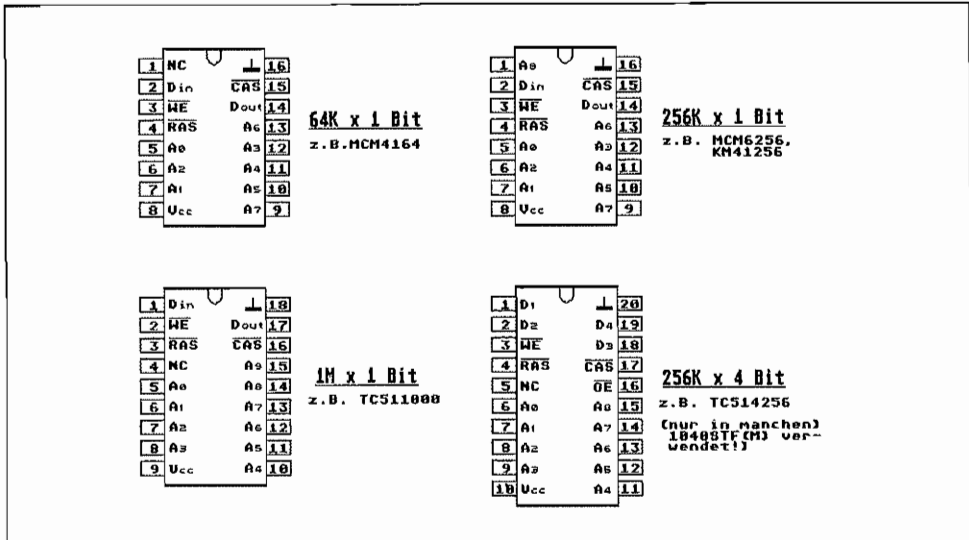 1 NC ⊥ 16
2 Din CAS 15
3 WE Dout 14
4 RAS A6 13
5 A0 A3 12
6 A2 A4 11
7 A1 A5 10
8 Vcc A7 9
64K x 1 Bit
z.B.MCM4164
1 A8 ⊥ 16
2 Din CAS 15
3 WE Dout 14
4 RAS A6 13
5 A0 A3 12
6 A2 A4 11
7 A1 A5 10
8 Vcc A7 9
256K x 1 Bit
z.B. MCM6256,
KM41256
1 Din ⊥ 18
2 WE Dout 17
3 RAS CAS 16
4 NC A9 15
5 A0 A8 14
6 A1 A7 13
7 A2 A6 12
8 A3 A5 11
9 Vcc A4 10
1M x 1 Bit
z.B. TC511000
1 D1 ⊥ 20
2 D2 D4 19
3 WE D3 18
4 RAS CAS 17
5 NC OE 16
6 A0 A8 15
7 A1 A7 14
8 A2 A6 13
9 A3 A5 12
10 Vcc A4 11
256K x 4 Bit
z.B. TC514256
(nur in manchen)
1040STF(M) ver-
wendet!)